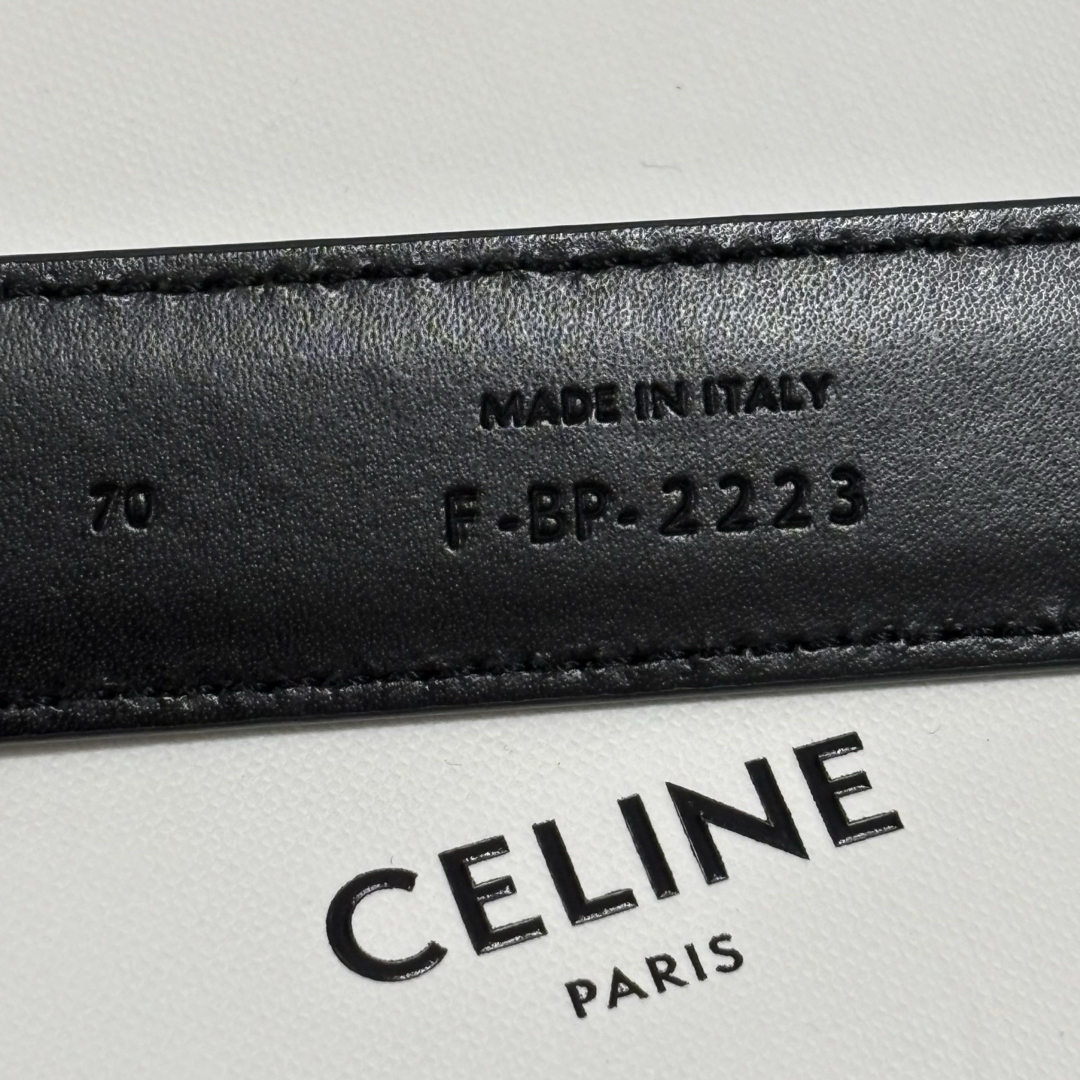 MADE IN ITALY
70
F-BP-2223
CELINE
PARIS